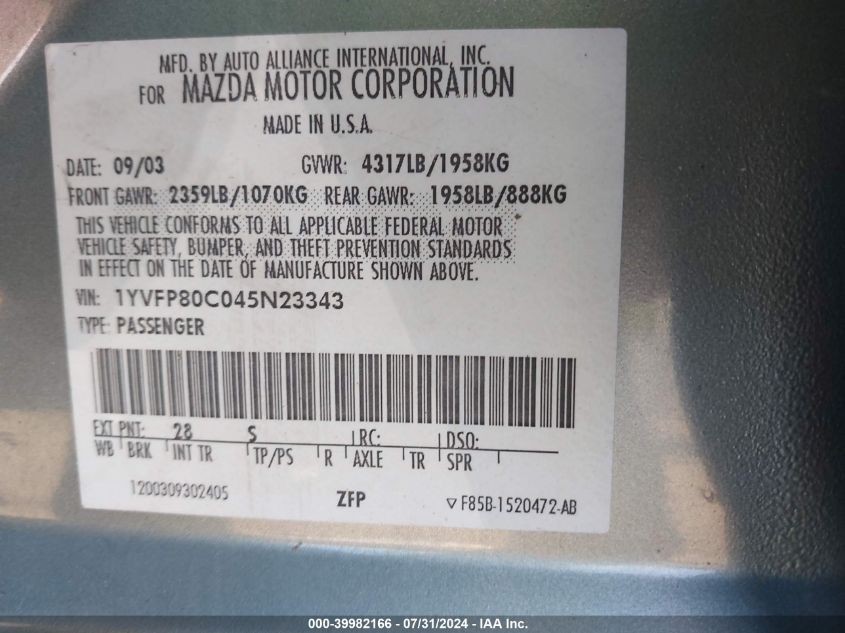 MFD. BY AUTO ALLIANCE INTERNATIONAL, INC.
FOR MAZDA MOTOR CORPORATION
MADE IN U.S.A.
DATE: 09/03 GVWR: 4317LB/1958KG
FRONT GAWR: 2359LB/1070KG REAR GAWR: 1958LB/888KG
THIS VEHICLE CONFORMS TO ALL APPLICABLE FEDERAL MOTOR
VEHICLE SAFETY, BUMPER, AND THEFT PREVENTION STANDARDS
IN EFFECT ON THE DATE OF MANUFACTURE SHOWN ABOVE.
VIN: 1YVFP80C045N23343
TYPE: PASSENGER
EXT PNT: 28 S RC: DSO:
WB BRK INT TR TP/PS R AXLE TR SPR
1200309302405 ZFP ▽ F85B-1520472-AB
000-39982166 / 07/31/2024 - IAA Inc.